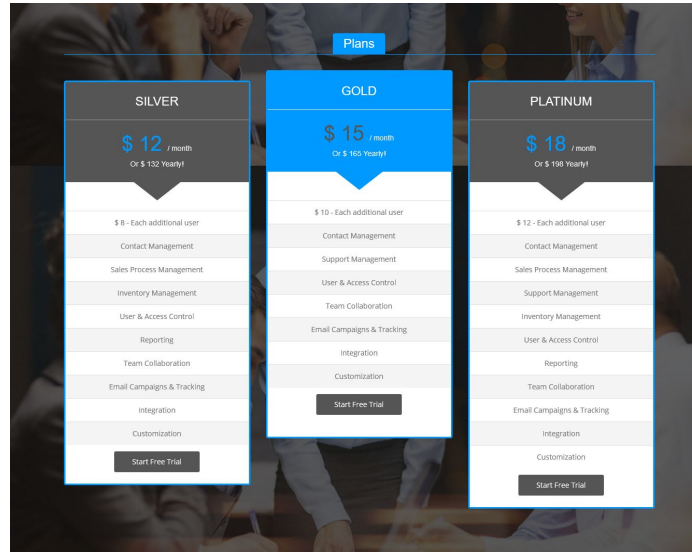 Plans
SILVER
$ 12 / month
Or $ 132 Yearly!
$ 8 - Each additional user
Contact Management
Sales Process Management
Inventory Management
User & Access Control
Reporting
Team Collaboration
Email Campaigns & Tracking
Integration
Customization
Start Free Trial
GOLD
$ 15 / month
Or $ 165 Yearly!
$ 10 - Each additional user
Contact Management
Support Management
User & Access Control
Team Collaboration
Email Campaigns & Tracking
Integration
Customization
Start Free Trial
PLATINUM
$ 18 / month
Or $ 198 Yearly!
$ 12 - Each additional user
Contact Management
Sales Process Management
Support Management
Inventory Management
User & Access Control
Reporting
Team Collaboration
Email Campaigns & Tracking
Integration
Customization
Start Free Trial